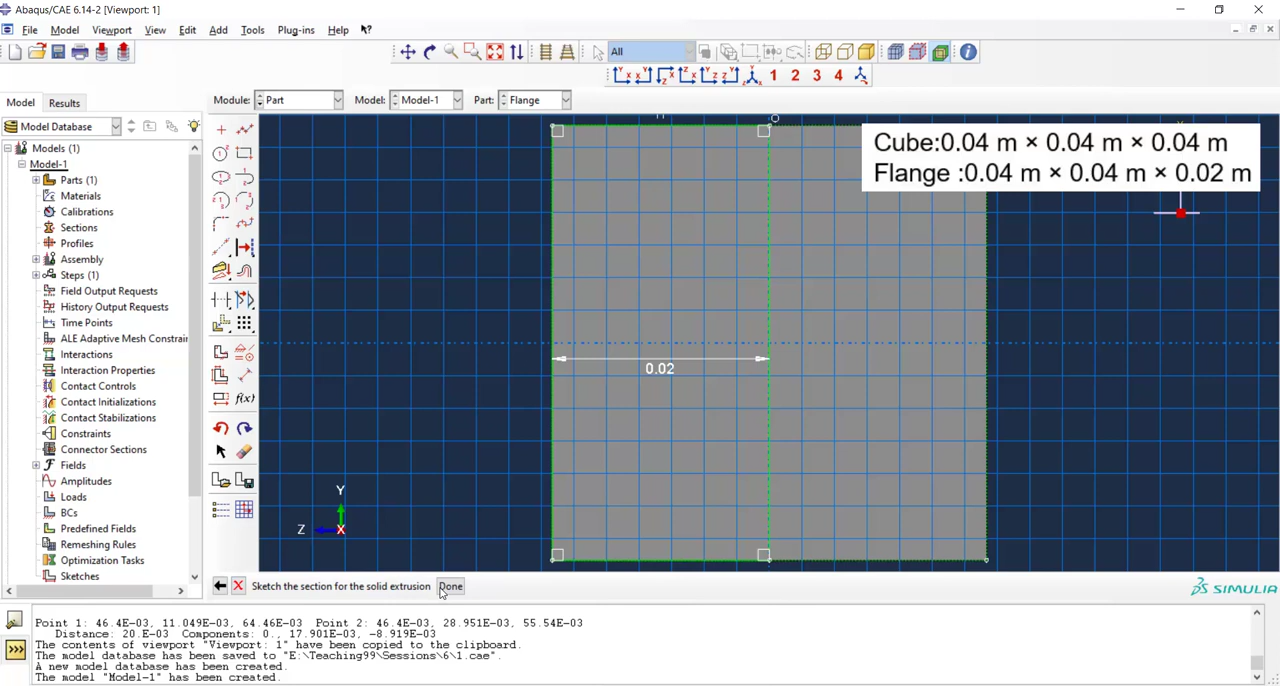 Abaqus/CAE 6.14-2 [Viewport: 1]
File Model Viewport View Edit Add Tools Plug-ins Help
All
1 2 3 4
Model Results
Module: Part Model: Model-1 Part: Flange
Model Database
Models (1)
Model-1
Parts (1)
Materials
Calibrations
Sections
Profiles
Assembly
Steps (1)
Field Output Requests
History Output Requests
Time Points
ALE Adaptive Mesh Constrain
Interactions
Interaction Properties
Contact Controls
Contact Initializations
Contact Stabilizations
Constraints
Connector Sections
Fields
Amplitudes
Loads
BCs
Predefined Fields
Remeshing Rules
Optimization Tasks
Sketches
f(x)
Cube:0.04 m × 0.04 m × 0.04 m
Flange :0.04 m × 0.04 m × 0.02 m
0.02
Y
Z
X
Sketch the section for the solid extrusion Done
SIMULIA
Point 1: 46.4E-03, 11.049E-03, 64.46E-03 Point 2: 46.4E-03, 28.951E-03, 55.54E-03
Distance: 20.E-03 Components: 0., 17.901E-03, -8.919E-03
The contents of viewport "Viewport: 1" have been copied to the clipboard.
The model database has been saved to "E:\Teaching99\Sessions\6\1.cae".
A new model database has been created.
The model "Model-1" has been created.